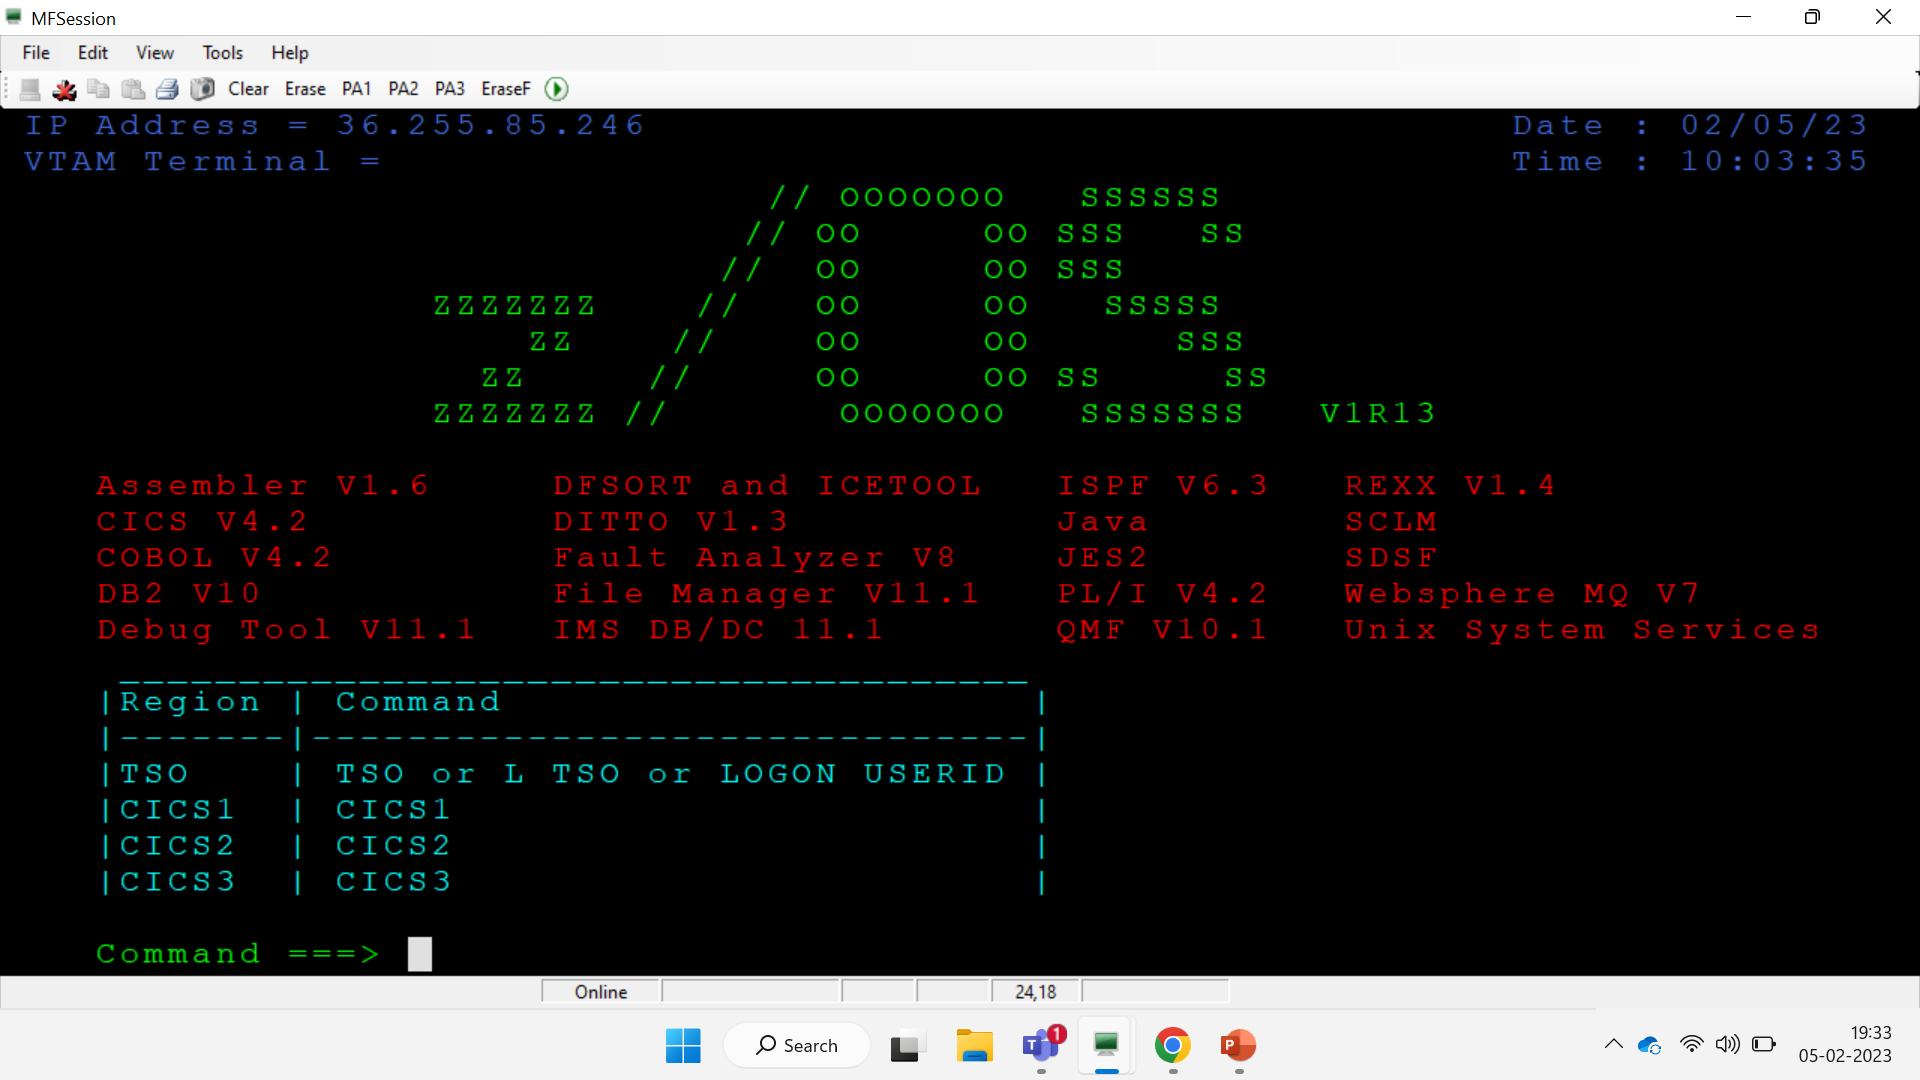 MFSession
File Edit View Tools Help
Clear Erase PA1 PA2 PA3 EraseF
IP Address = 36.255.85.246 Date : 02/05/23
VTAM Terminal = Time : 10:03:35
// OOOOOOO SSSSSS
// OO OO SSS SS
// OO OO SSS
ZZZZZZZ // OO OO SSSSS
ZZ // OO OO SSS
ZZ // OO OO SS SS
ZZZZZZZ // OOOOOOO SSSSSSS V1R13
Assembler V1.6 DFSORT and ICETOOL ISPF V6.3 REXX V1.4
CICS V4.2 DITTO V1.3 Java SCLM
COBOL V4.2 Fault Analyzer V8 JES2 SDSF
DB2 V10 File Manager V11.1 PL/I V4.2 Websphere MQ V7
Debug Tool V11.1 IMS DB/DC 11.1 QMF V10.1 Unix System Services
______________________________________
|Region | Command |
|-------|------------------------------|
|TSO | TSO or L TSO or LOGON USERID |
|CICS1 | CICS1 |
|CICS2 | CICS2 |
|CICS3 | CICS3 |
Command ===>
Online 24,18
Search T 1 P 19:33
05-02-2023